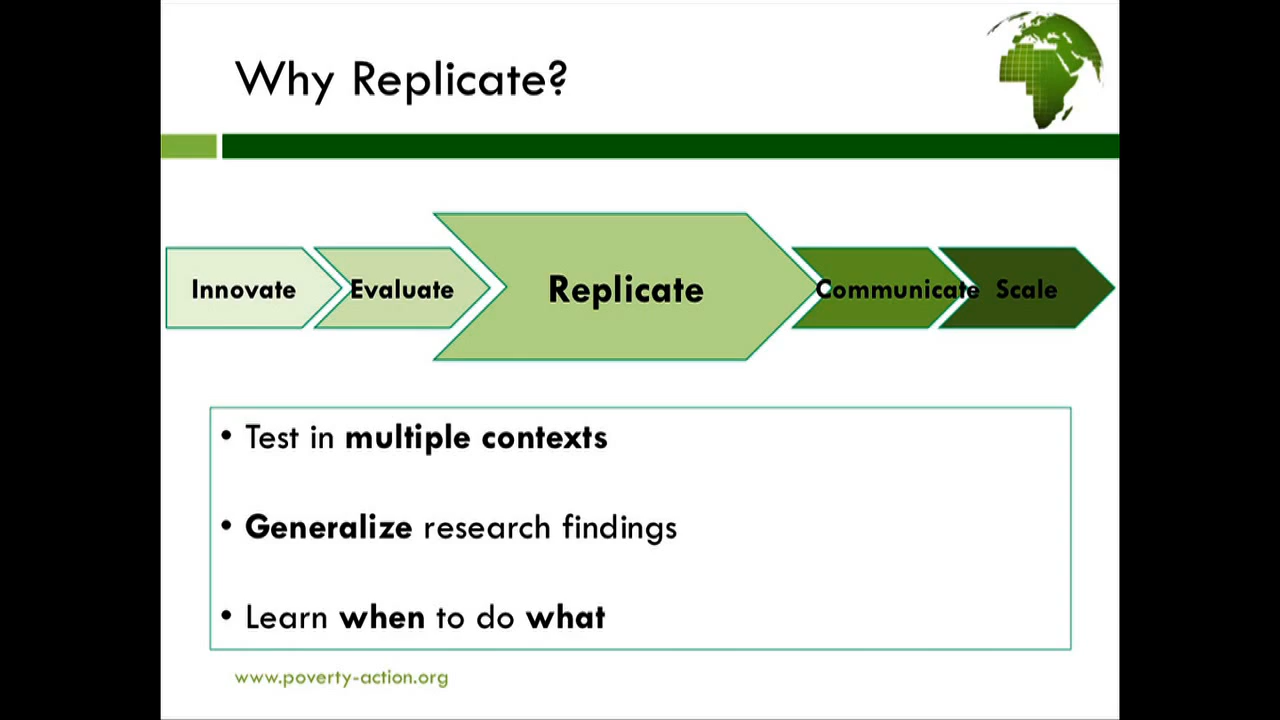 Why Replicate?
Innovate
Evaluate
Replicate
Communicate
Scale
• Test in multiple contexts
• Generalize research findings
• Learn when to do what
www.poverty-action.org